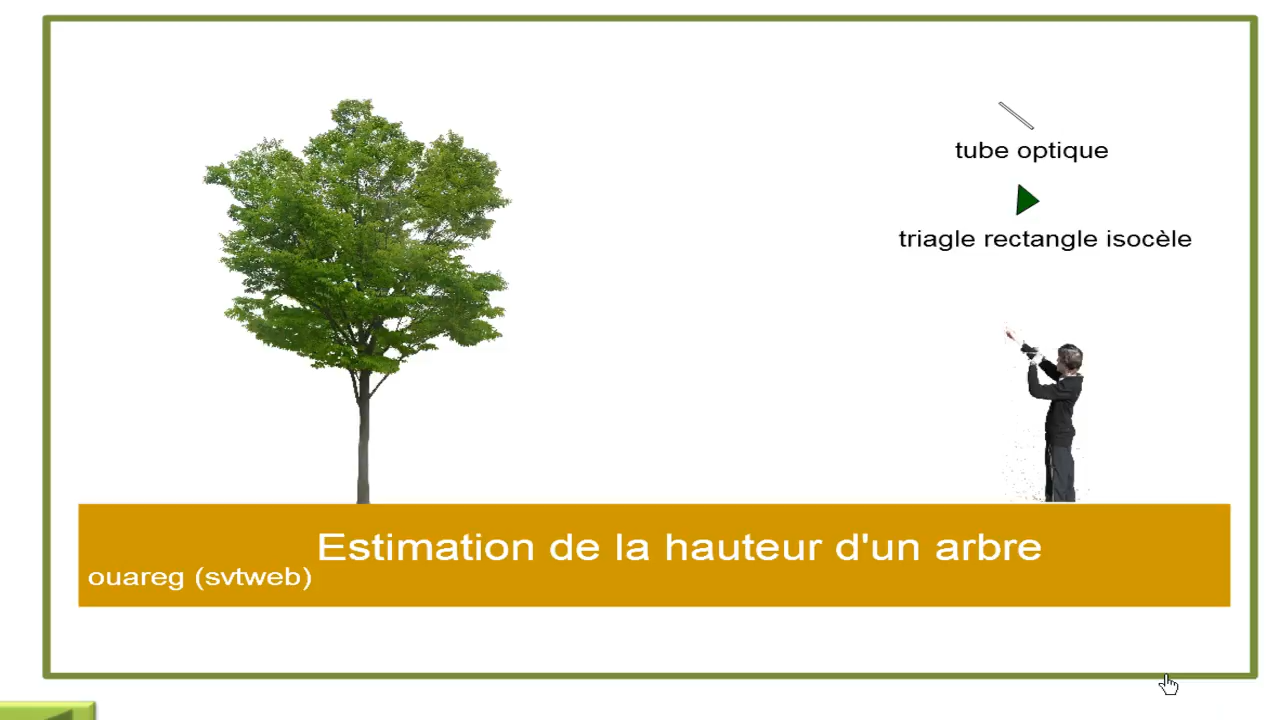 tube optique
triagle rectangle isocèle
Estimation de la hauteur d'un arbre
ouareg (svtweb)